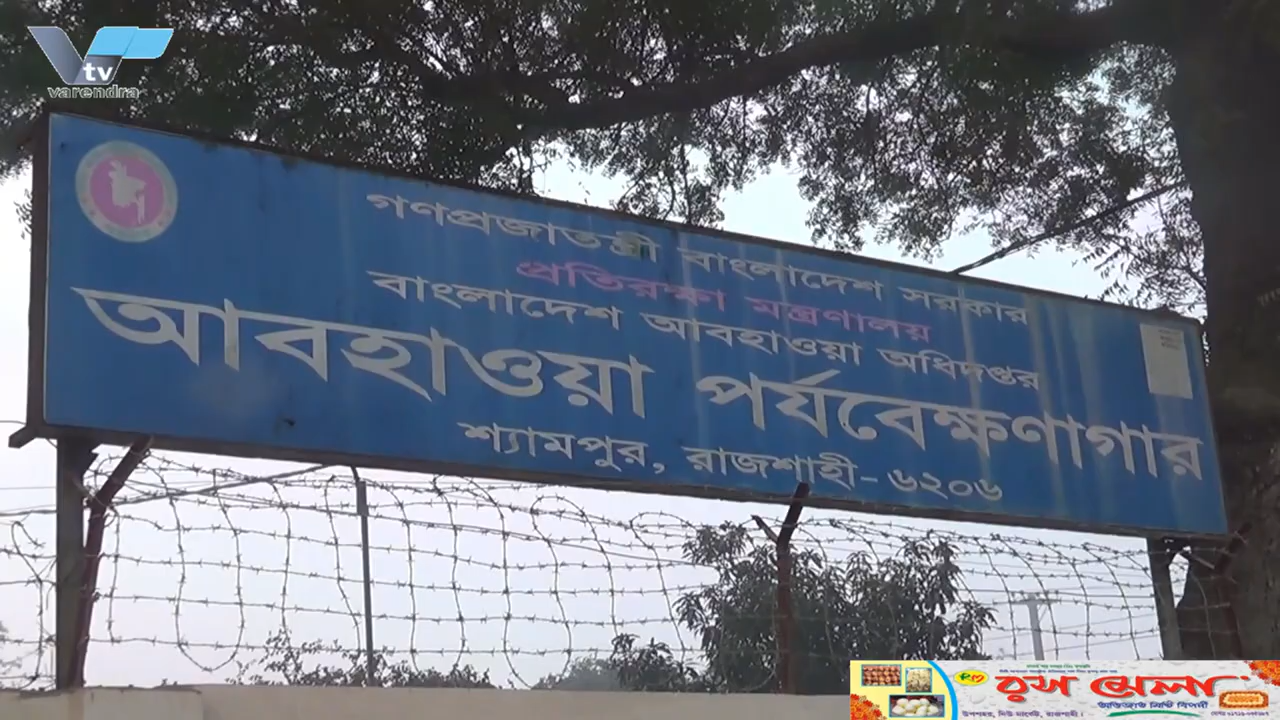 tv
varendra
গণপ্রজাতন্ত্রী বাংলাদেশ সরকার
প্রতিরক্ষা মন্ত্রণালয়
বাংলাদেশ আবহাওয়া অধিদপ্তর
আবহাওয়া পর্যবেক্ষণাগার
শ্যামপুর, রাজশাহী- ৬২০৬
রস মেলা